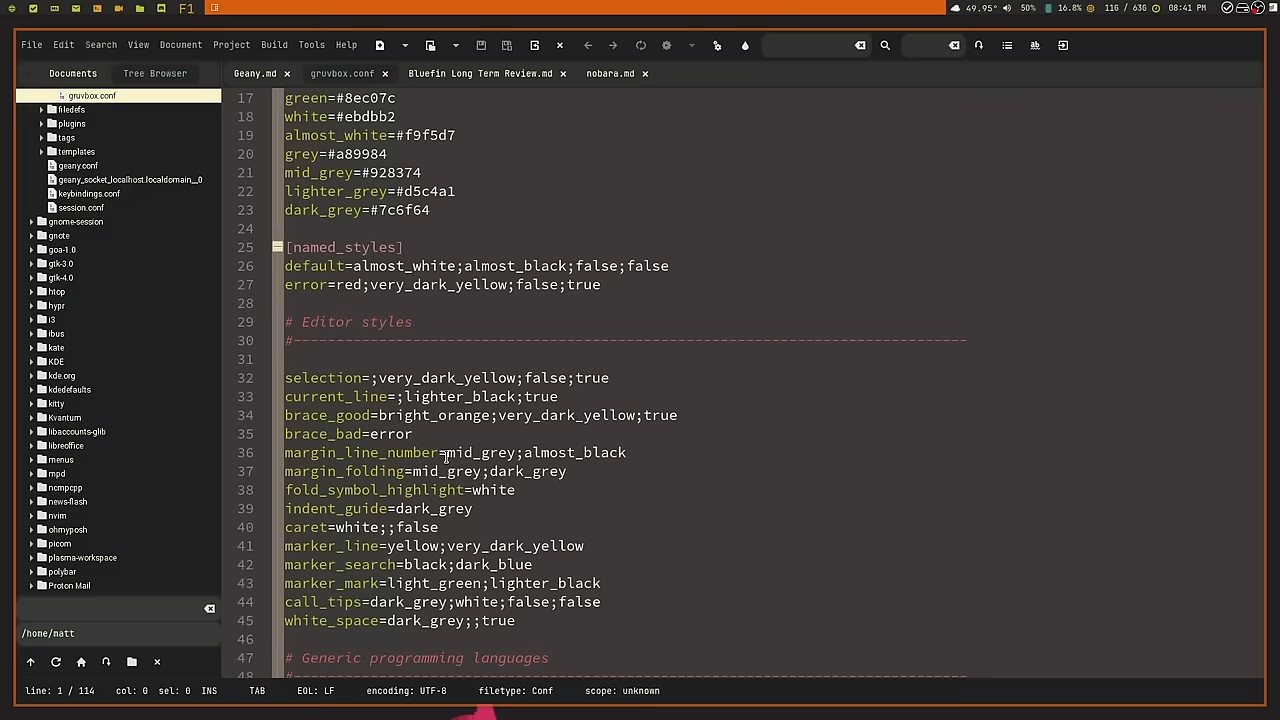 F1
49.95° 50% 16.8% 11G / 63G 08:41 PM
File Edit Search View Document Project Build Tools Help
Documents Tree Browser
Geany.md gruvbox.conf Bluefin Long Term Review.md nobara.md
gruvbox.conf
filedefs
plugins
tags
templates
geany.conf
geany_socket_localhost.localdomain__0
keybindings.conf
session.conf
gnome-session
gnote
goa-1.0
gtk-3.0
gtk-4.0
htop
hypr
i3
ibus
kate
KDE
kde.org
kdedefaults
kitty
Kvantum
libaccounts-glib
libreoffice
menus
mpd
ncmpcpp
news-flash
nvim
ohmyposh
picom
plasma-workspace
polybar
Proton Mail
/home/matt
17 green=#8ec07c
18 white=#ebdbb2
19 almost_white=#f9f5d7
20 grey=#a89984
21 mid_grey=#928374
22 lighter_grey=#d5c4a1
23 dark_grey=#7c6f64
24
25 [named_styles]
26 default=almost_white;almost_black;false;false
27 error=red;very_dark_yellow;false;true
28
29 # Editor styles
30 #-------------------------------------------------------------------------------
31
32 selection=;very_dark_yellow;false;true
33 current_line=;lighter_black;true
34 brace_good=bright_orange;very_dark_yellow;true
35 brace_bad=error
36 margin_line_number=mid_grey;almost_black
37 margin_folding=mid_grey;dark_grey
38 fold_symbol_highlight=white
39 indent_guide=dark_grey
40 caret=white;;false
41 marker_line=yellow;very_dark_yellow
42 marker_search=black;dark_blue
43 marker_mark=light_green;lighter_black
44 call_tips=dark_grey;white;false;false
45 white_space=dark_grey;;true
46
47 # Generic programming languages
48 #-------------------------------------------------------------------------------
line: 1 / 114 col: 0 sel: 0 INS TAB EOL: LF encoding: UTF-8 filetype: Conf scope: unknown